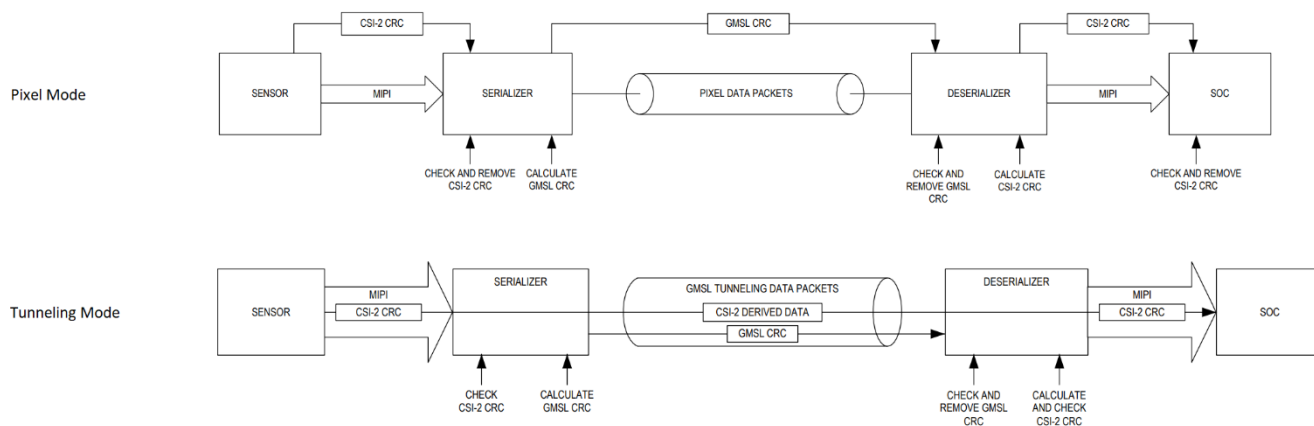 Pixel Mode
CSI-2 CRC
GMSL CRC
CSI-2 CRC
SENSOR
MIPI
SERIALIZER
PIXEL DATA PACKETS
DESERIALIZER
MIPI
SOC
CHECK AND REMOVE
CSI-2 CRC
CALCULATE
GMSL CRC
CHECK AND
REMOVE GMSL
CRC
CALCULATE
CSI-2 CRC
CHECK AND REMOVE
CSI-2 CRC
Tunneling Mode
SENSOR
MIPI
CSI-2 CRC
SERIALIZER
GMSL TUNNELING DATA PACKETS
CSI-2 DERIVED DATA
GMSL CRC
DESERIALIZER
MIPI
CSI-2 CRC
SOC
CHECK
CSI-2 CRC
CALCULATE
GMSL CRC
CHECK AND
REMOVE GMSL
CRC
CALCULATE
AND CHECK
CSI-2 CRC